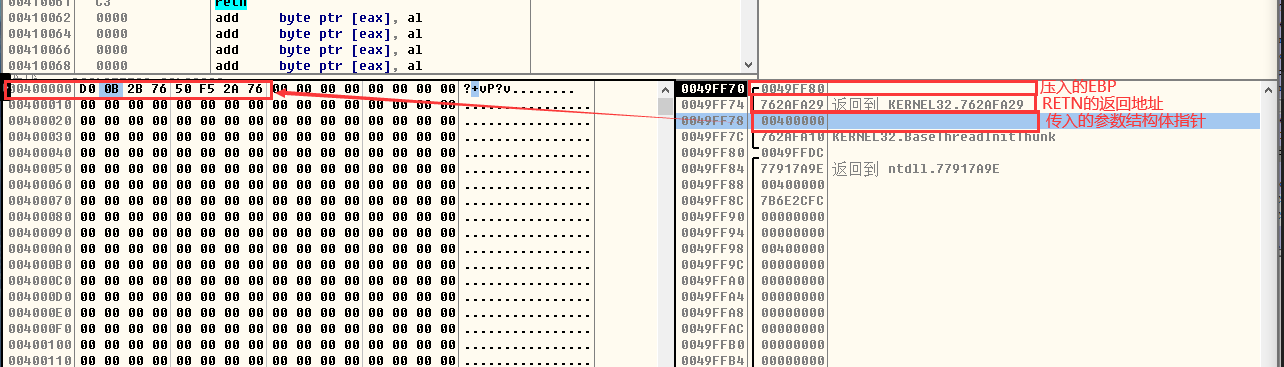 00410061 C3 retn
00410062 0000 add byte ptr [eax], al
00410064 0000 add byte ptr [eax], al
00410066 0000 add byte ptr [eax], al
00410068 0000 add byte ptr [eax], al
00400000 D0 0B 2B 76 50 F5 2A 76 00 00 00 00 00 00 00 00 ?+vP?v........
00400010 00 00 00 00 00 00 00 00 00 00 00 00 00 00 00 00 ................
00400020 00 00 00 00 00 00 00 00 00 00 00 00 00 00 00 00 ................
00400030 00 00 00 00 00 00 00 00 00 00 00 00 00 00 00 00 ................
00400040 00 00 00 00 00 00 00 00 00 00 00 00 00 00 00 00 ................
00400050 00 00 00 00 00 00 00 00 00 00 00 00 00 00 00 00 ................
00400060 00 00 00 00 00 00 00 00 00 00 00 00 00 00 00 00 ................
00400070 00 00 00 00 00 00 00 00 00 00 00 00 00 00 00 00 ................
00400080 00 00 00 00 00 00 00 00 00 00 00 00 00 00 00 00 ................
00400090 00 00 00 00 00 00 00 00 00 00 00 00 00 00 00 00 ................
004000A0 00 00 00 00 00 00 00 00 00 00 00 00 00 00 00 00 ................
004000B0 00 00 00 00 00 00 00 00 00 00 00 00 00 00 00 00 ................
004000C0 00 00 00 00 00 00 00 00 00 00 00 00 00 00 00 00 ................
004000D0 00 00 00 00 00 00 00 00 00 00 00 00 00 00 00 00 ................
004000E0 00 00 00 00 00 00 00 00 00 00 00 00 00 00 00 00 ................
004000F0 00 00 00 00 00 00 00 00 00 00 00 00 00 00 00 00 ................
00400100 00 00 00 00 00 00 00 00 00 00 00 00 00 00 00 00 ................
00400110 00 00 00 00 00 00 00 00 00 00 00 00 00 00 00 00 ................
0049FF70 0049FF80 压入的EBP
0049FF74 762AFA29 返回到 KERNEL32.762AFA29 RETN的返回地址
0049FF78 00400000 传入的参数结构体指针
0049FF7C 762AFA10 KERNEL32.BaseThreadInitThunk
0049FF80 0049FFDC
0049FF84 77917A9E 返回到 ntdll.77917A9E
0049FF88 00400000
0049FF8C 7B6E2CFC
0049FF90 00000000
0049FF94 00000000
0049FF98 00400000
0049FF9C 00000000
0049FFA0 00000000
0049FFA4 00000000
0049FFA8 00000000
0049FFAC 00000000
0049FFB0 00000000
0049FFB4 00000000